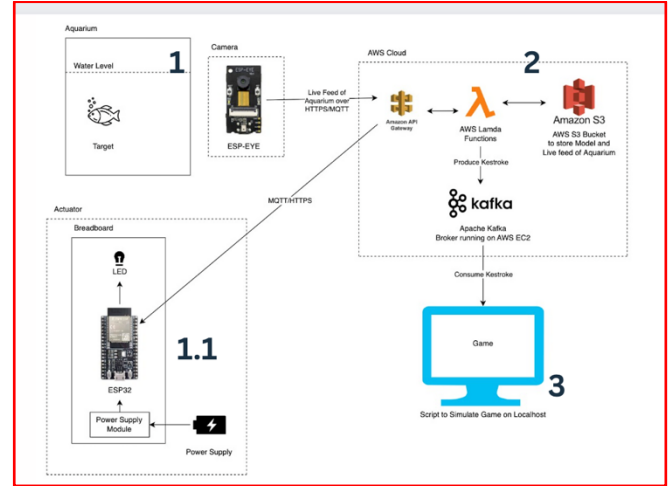 Aquarium
Water Level
1
Target
Camera
ESP-EYE
ESP-EYE
Live Feed of
Aquarium over
HTTPS/MQTT
AWS Cloud
2
Amazon API
Gateway
AWS Lamda
Functions
Amazon S3
AWS S3 Bucket
to store Model and
Live feed of Aquarium
Produce Kestroke
kafka
Apache Kafka
Broker running on AWS EC2
MQTT/HTTPS
Consume Kestroke
Actuator
Breadboard
LED
ESP32
1.1
Power Supply
Module
Power Supply
Game
3
Script to Simulate Game on Localhost